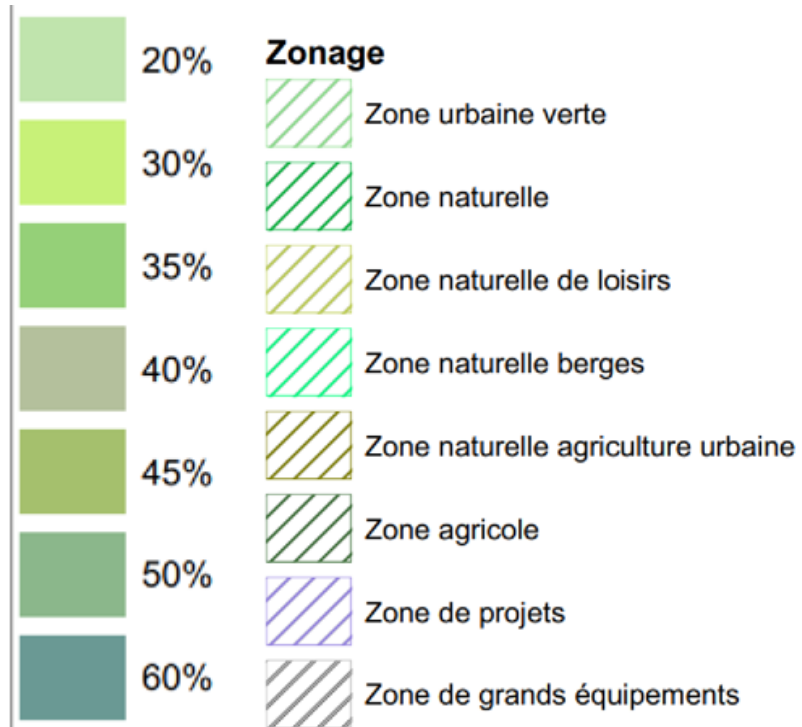 20%
30%
35%
40%
45%
50%
60%
Zonage
Zone urbaine verte
Zone naturelle
Zone naturelle de loisirs
Zone naturelle berges
Zone naturelle agriculture urbaine
Zone agricole
Zone de projets
Zone de grands équipements